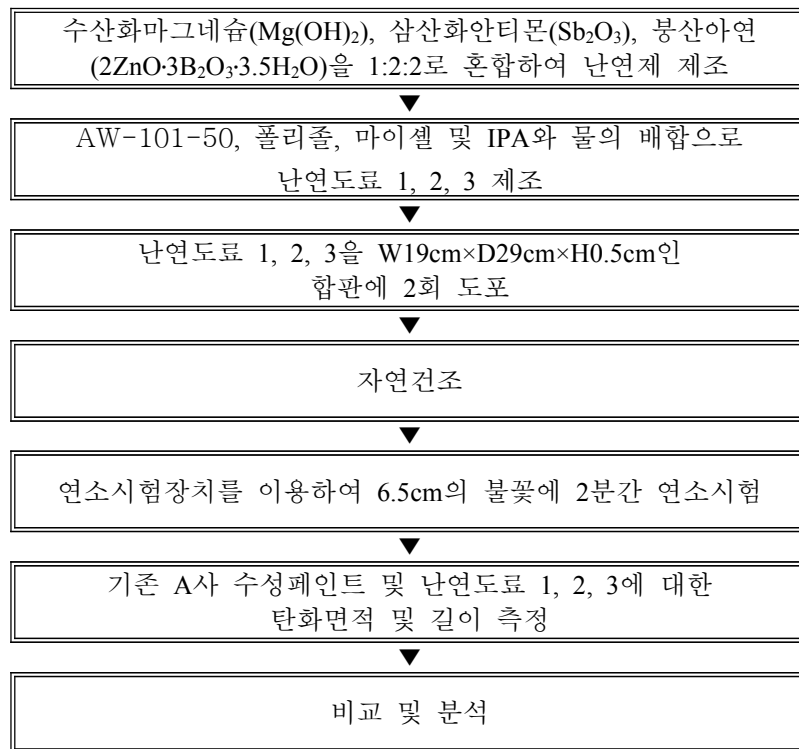 수산화마그네슘(Mg(OH)₂), 삼산화안티몬(Sb₂O₃), 붕산아연
(2ZnO·3B₂O₃·3.5H₂O)을 1:2:2로 혼합하여 난연제 제조
▼
AW-101-50, 폴리졸, 마이셸 및 IPA와 물의 배합으로
난연도료 1, 2, 3 제조
▼
난연도료 1, 2, 3을 W19cm×D29cm×H0.5cm인
합판에 2회 도포
▼
자연건조
▼
연소시험장치를 이용하여 6.5cm의 불꽃에 2분간 연소시험
▼
기존 A사 수성페인트 및 난연도료 1, 2, 3에 대한
탄화면적 및 길이 측정
▼
비교 및 분석